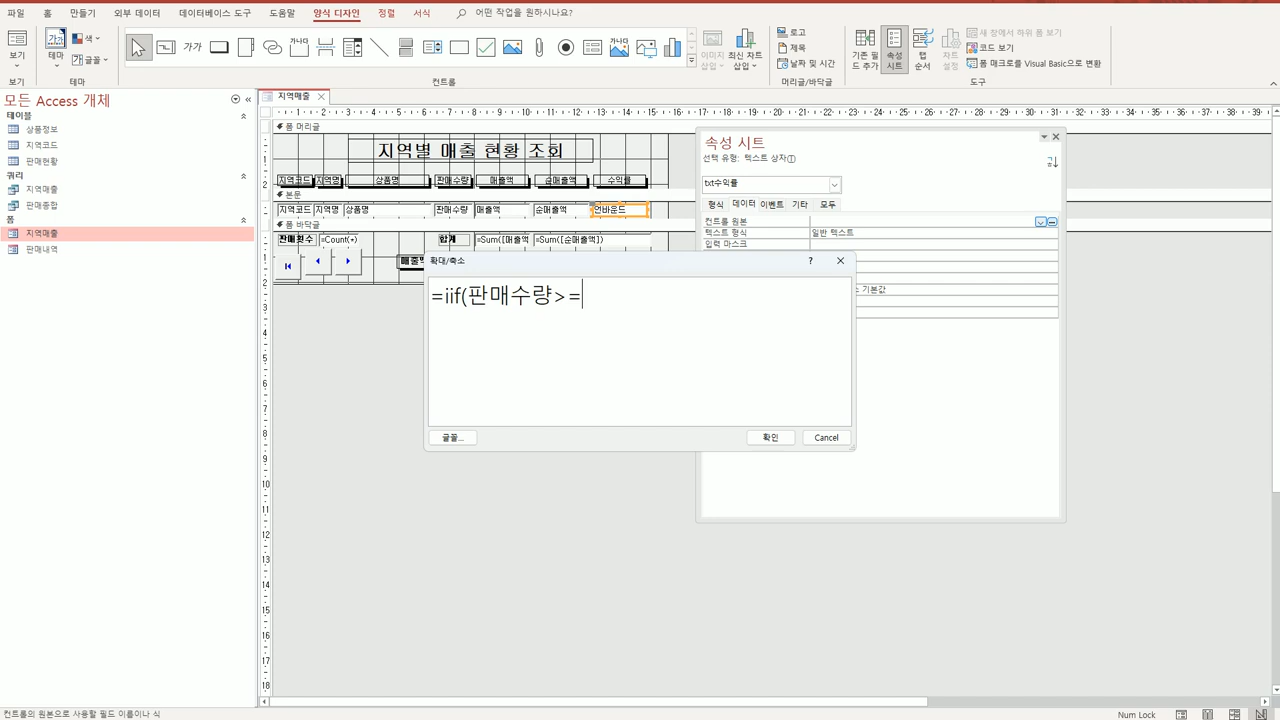 파일 홈 만들기 외부 데이터 데이터베이스 도구 도움말 양식 디자인 정렬 서식 어떤 작업을 원하시나요?
보기 테마 색 글꼴 가나다 가나다 이미지 삽입 최신 차트 삽입 로고 제목 날짜 및 시간 기존 필드 추가 속성 시트 탭 순서 차트 설정 새 창에서 하위 폼 보기 코드 보기 폼 매크로를 Visual Basic으로 변환
보기 테마 컨트롤 머리글/바닥글 도구
모든 Access 개체
테이블
상품정보
지역코드
판매현황
쿼리
지역매출
판매종합
폼
지역매출
판매내역
지역매출
폼 머리글
지역별 매출 현황 조회
지역코드 지역명 상품명 판매수량 매출액 순매출액 수익률
본문
지역코드 지역명 상품명 판매수량 매출액 순매출액 언바운드
폼 바닥글
판매횟수 =Count(*) 합계 =Sum([매출액 =Sum([순매출액])
속성 시트
선택 유형: 텍스트 상자(T)
txt수익률
형식 데이터 이벤트 기타 모두
컨트롤 원본
텍스트 형식 일반 텍스트
입력 마스크
기본값
확대/축소
=iif(판매수량>=
글꼴... 확인 Cancel
컨트롤의 원본으로 사용할 필드 이름이나 식
Num Lock